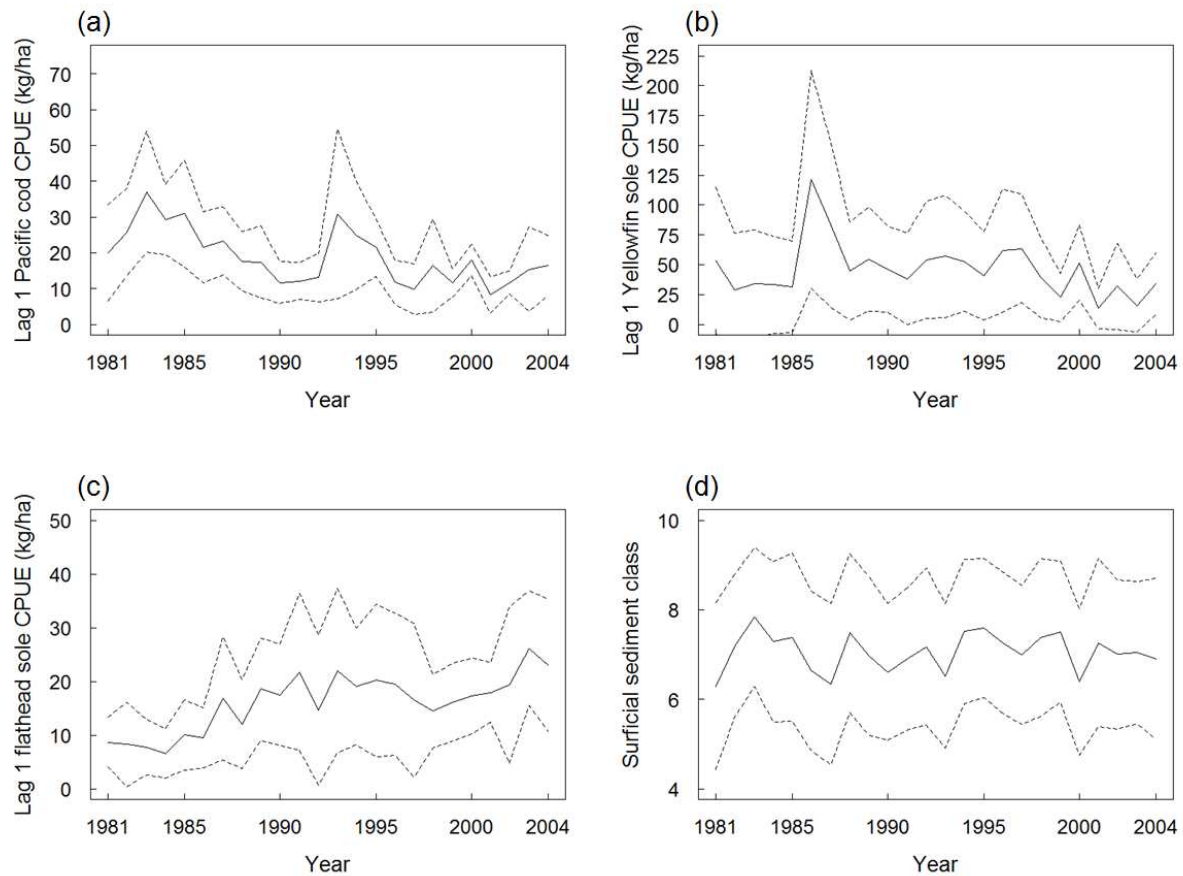 (a)
Lag 1 Pacific cod CPUE (kg/ha)
70
60
50
40
30
20
10
0
1981 1985 1990 1995 2000 2004
Year
(b)
Lag 1 Yellowfin sole CPUE (kg/ha)
225
200
175
150
125
100
75
50
25
0
1981 1985 1990 1995 2000 2004
Year
(c)
Lag 1 flathead sole CPUE (kg/ha)
50
40
30
20
10
0
1981 1985 1990 1995 2000 2004
Year
(d)
Surficial sediment class
10
8
6
4
1981 1985 1990 1995 2000 2004
Year